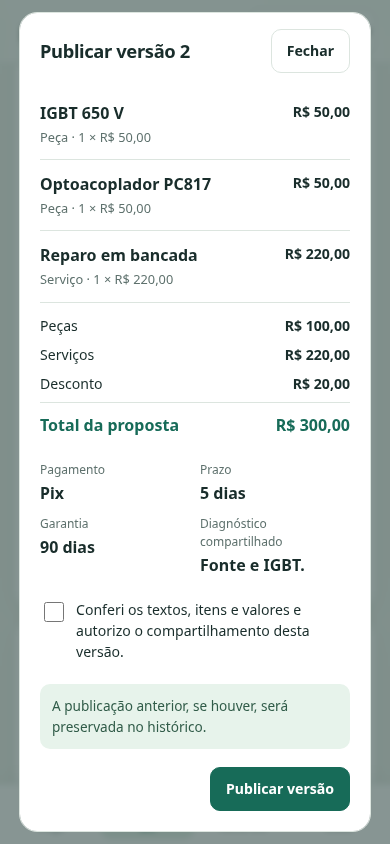 Publicar versão 2
Fechar
IGBT 650 V
R$ 50,00
Peça · 1 × R$ 50,00
Optoacoplador PC817
R$ 50,00
Peça · 1 × R$ 50,00
Reparo em bancada
R$ 220,00
Serviço · 1 × R$ 220,00
Peças
R$ 100,00
Serviços
R$ 220,00
Desconto
R$ 20,00
Total da proposta
R$ 300,00
Pagamento
Pix
Prazo
5 dias
Garantia
90 dias
Diagnóstico
compartilhado
Fonte e IGBT.
Conferi os textos, itens e valores e
autorizo o compartilhamento desta
versão.
A publicação anterior, se houver, será
preservada no histórico.
Publicar versão